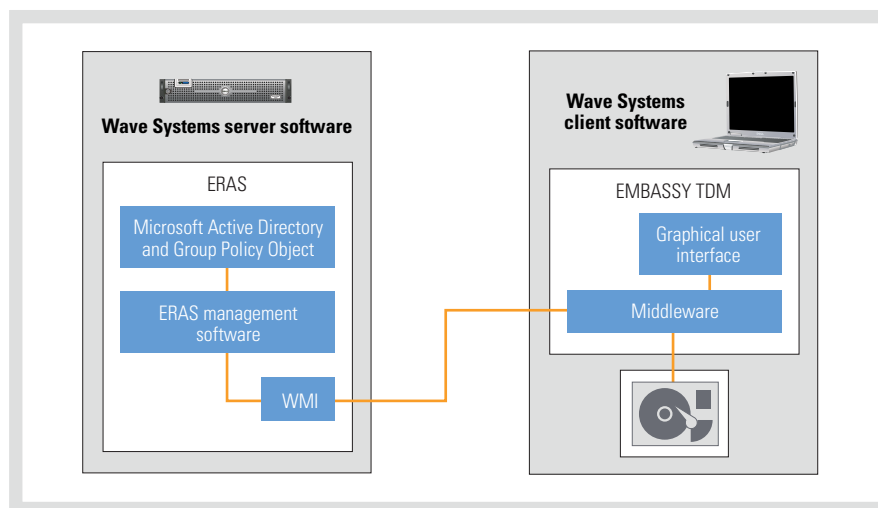 Wave Systems server software
ERAS
Microsoft Active Directory
and Group Policy Object
ERAS management
software
WMI
Wave Systems
client software
EMBASSY TDM
Graphical user
interface
Middleware